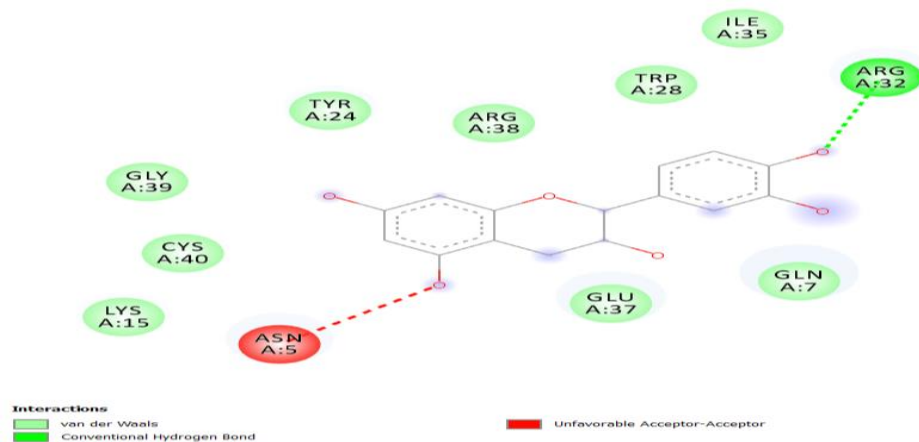 ILE
A:35
ARG
A:32
TRP
A:28
TYR
A:24
ARG
A:38
GLY
A:39
CYS
A:40
GLN
A:7
GLU
A:37
LYS
A:15
ASN
A:5
Interactions
van der Waals
Conventional Hydrogen Bond
Unfavorable Acceptor-Acceptor